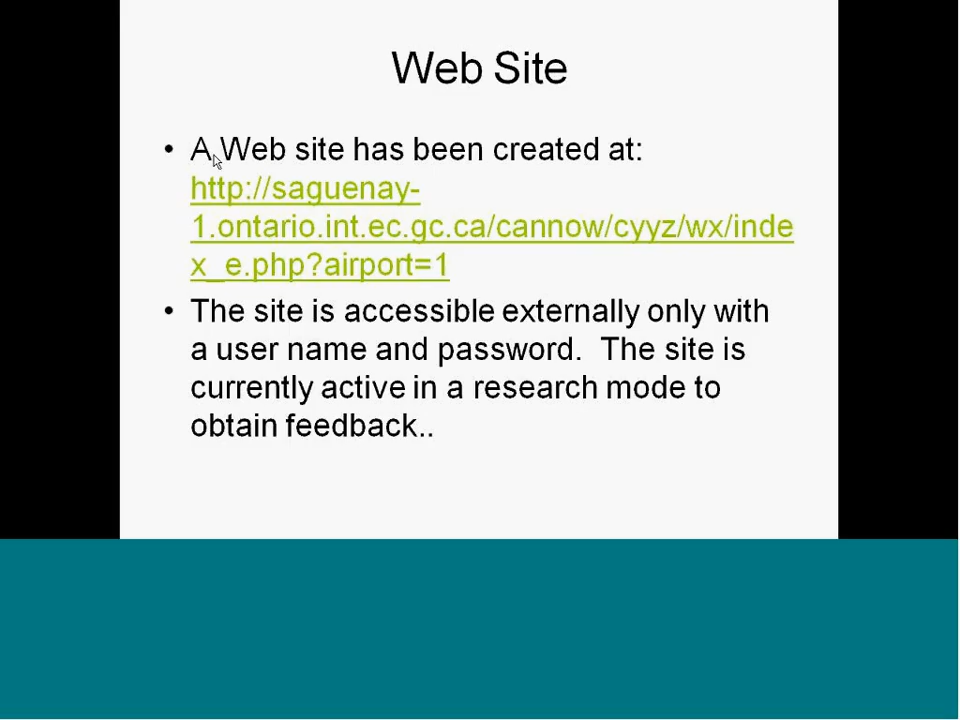 Web Site
• A Web site has been created at:
http://saguenay-
1.ontario.int.ec.gc.ca/cannow/cyyz/wx/inde
x_e.php?airport=1
• The site is accessible externally only with
a user name and password.  The site is
currently active in a research mode to
obtain feedback..